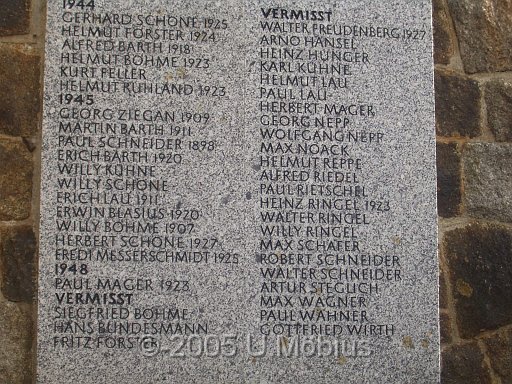 1944
GERHARD SCHÖNE 1925
HELMUT FÖRSTER 1924
ALFRED BARTH 1918
HELMUT BÖHME 1923
KURT FELLER
HELMUT RUHLAND 1923
1945
GEORG ZIEGAN 1909
MARTIN BARTH 1911
PAUL SCHNEIDER 1898
ERICH BARTH 1920
WILLY KÜHNE
WILLY SCHÖNE
ERICH LAU 1911
ERWIN BLASIUS 1920
WILLY BÖHME 1907
HERBERT SCHÖNE 1927
FREDI MESSERSCHMIDT 1925
1948
PAUL MAGER 1923
VERMISST
SIEGFRIED BÖHME
HANS BUNDESMANN
FRITZ FÖRSTER
VERMISST
WALTER FREUDENBERG 1927
ARNO HÄNSEL
HEINZ HUNGER
KARL KÜHNE
HELMUT LAU
PAUL LAU
HERBERT MAGER
GEORG NEPP
WOLFGANG NEPP
MAX NOACK
HELMUT REPPE
ALFRED RIEDEL
PAUL RIETSCHEL
HEINZ RINGEL 1923
WALTER RINGEL
WILLY RINGEL
MAX SCHÄFER
ROBERT SCHNEIDER
WALTER SCHNEIDER
ARTUR STEGLICH
MAX WAGNER
PAUL WÄHNER
GOTTFRIED WIRTH
© 2005 U.Möbius